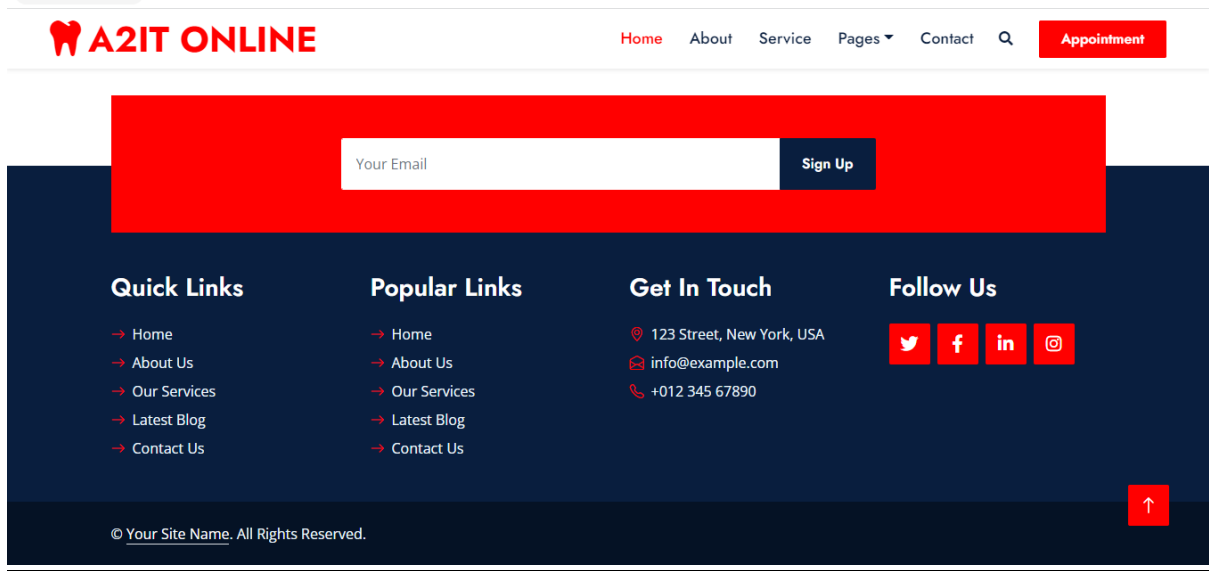 A2IT ONLINE
Home About Service Pages Contact Appointment
Your Email Sign Up
Quick Links
Home
About Us
Our Services
Latest Blog
Contact Us
Popular Links
Home
About Us
Our Services
Latest Blog
Contact Us
Get In Touch
123 Street, New York, USA
info@example.com
+012 345 67890
Follow Us
© Your Site Name. All Rights Reserved.